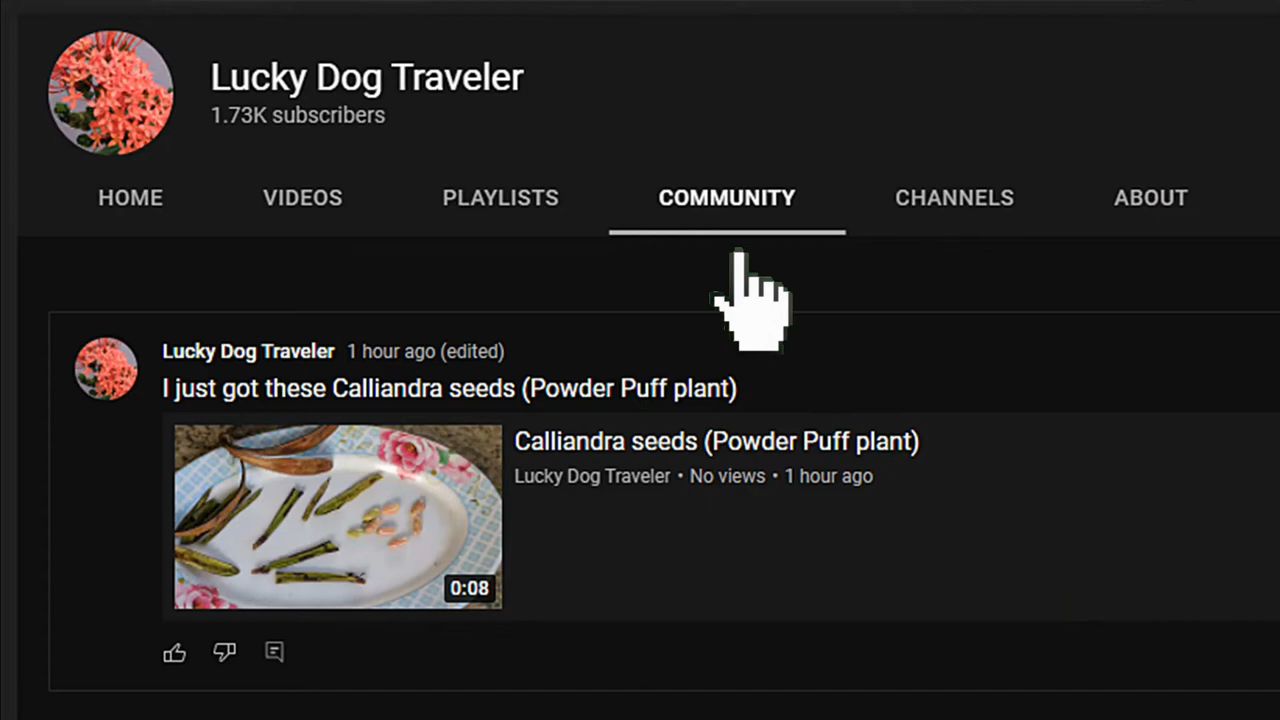 Lucky Dog Traveler
1.73K subscribers
HOME VIDEOS PLAYLISTS COMMUNITY CHANNELS ABOUT
Lucky Dog Traveler 1 hour ago (edited)
I just got these Calliandra seeds (Powder Puff plant)
Calliandra seeds (Powder Puff plant)
Lucky Dog Traveler • No views • 1 hour ago
0:08